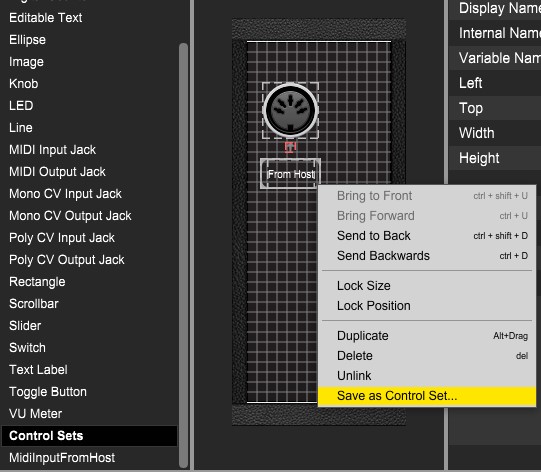 Editable Text
Ellipse
Image
Knob
LED
Line
MIDI Input Jack
MIDI Output Jack
Mono CV Input Jack
Mono CV Output Jack
Poly CV Input Jack
Poly CV Output Jack
Rectangle
Scrollbar
Slider
Switch
Text Label
Toggle Button
VU Meter
Control Sets
MidiInputFromHost
From Host
Bring to Front ctrl + shift + U
Bring Forward ctrl + U
Send to Back ctrl + shift + D
Send Backwards ctrl + D
Lock Size
Lock Position
Duplicate Alt+Drag
Delete del
Unlink
Save as Control Set...
Display Name
Internal Name
Variable Nam
Left
Top
Width
Height